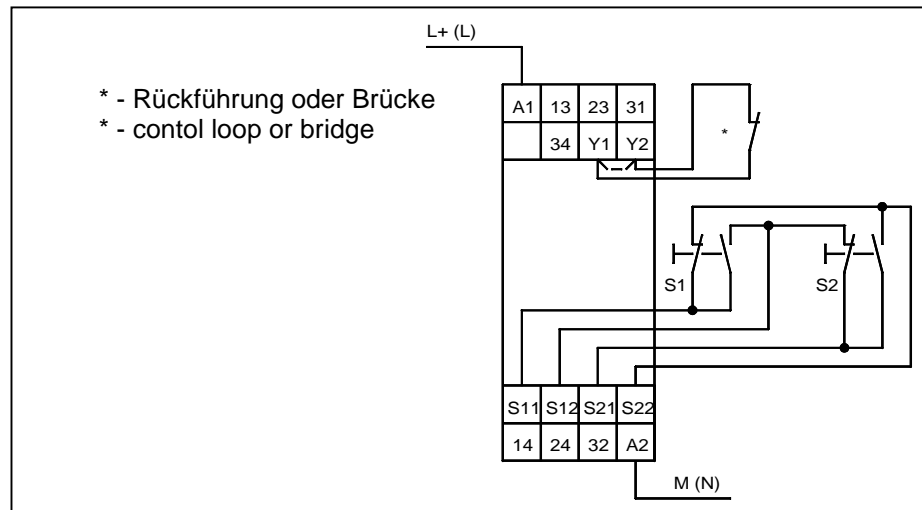 L+ (L)
* - Rückführung oder Brücke
* - contol loop or bridge
A1 13 23 31
34 Y1 Y2
*
S1 S2
S11 S12 S21 S22
14 24 32 A2
M (N)